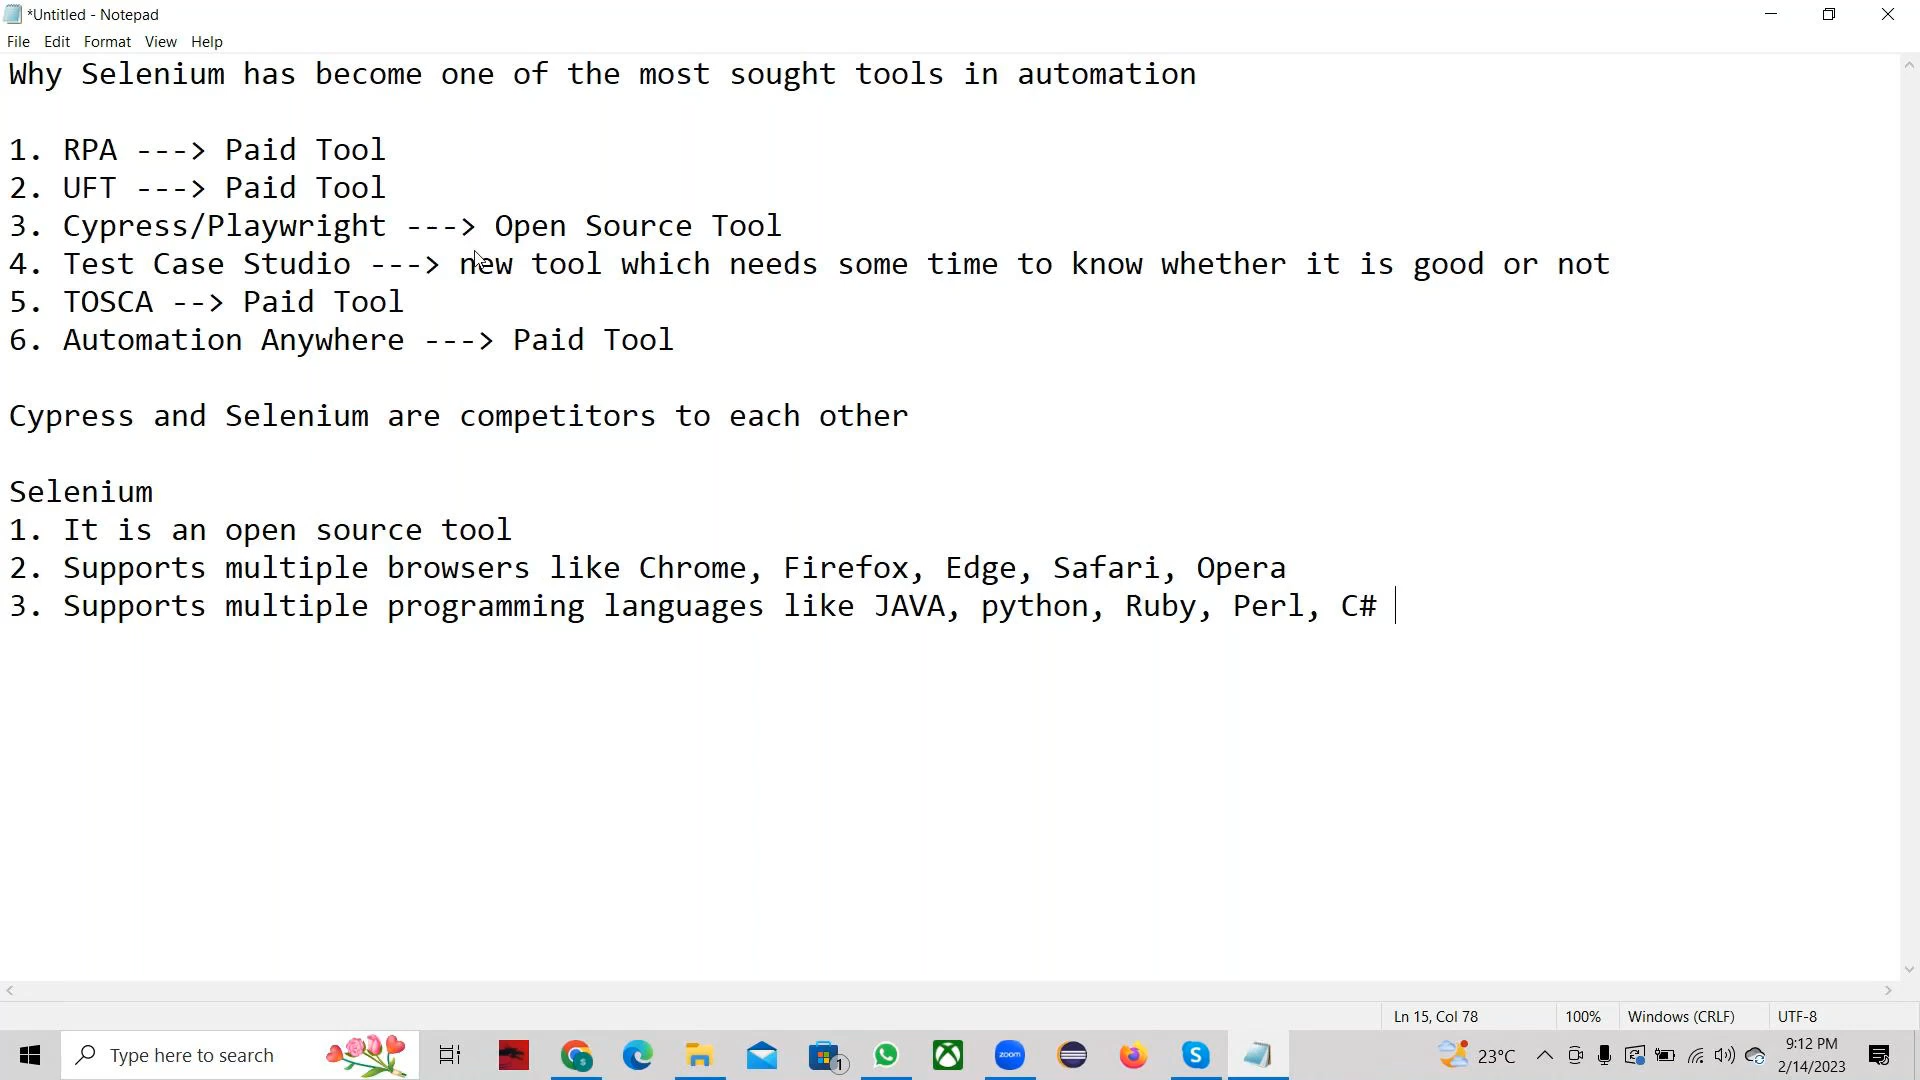 *Untitled - Notepad
File Edit Format View Help
Why Selenium has become one of the most sought tools in automation
1. RPA ---> Paid Tool
2. UFT ---> Paid Tool
3. Cypress/Playwright ---> Open Source Tool
4. Test Case Studio ---> new tool which needs some time to know whether it is good or not
5. TOSCA --> Paid Tool
6. Automation Anywhere ---> Paid Tool
Cypress and Selenium are competitors to each other
Selenium
1. It is an open source tool
2. Supports multiple browsers like Chrome, Firefox, Edge, Safari, Opera
3. Supports multiple programming languages like JAVA, python, Ruby, Perl, C#
Ln 15, Col 78 100% Windows (CRLF) UTF-8
Type here to search 1 zoom S 23°C 9:12 PM
2/14/2023